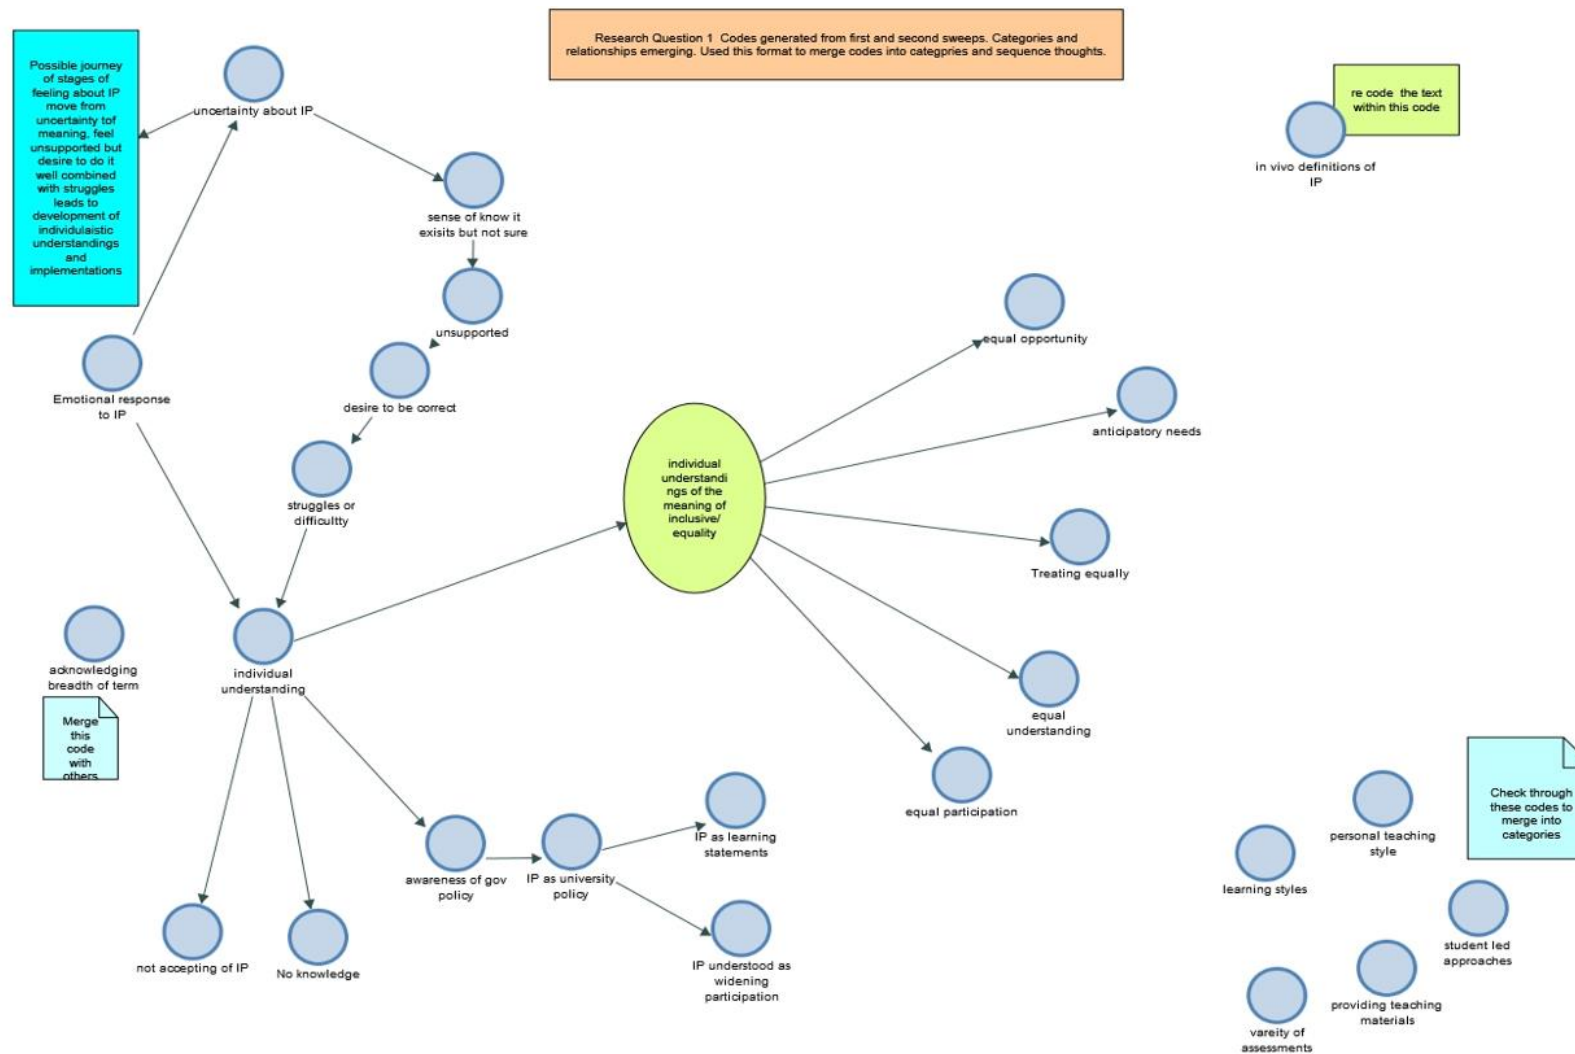 Research Question 1 Codes generated from first and second sweeps. Categories and
relationships emerging. Used this format to merge codes into categpries and sequence thoughts.
Possible journey
of stages of
feeling about IP
move from
uncertainty tof
meaning, feel
unsupported but
desire to do it
well combined
with struggles
leads to
development of
individulaistic
understandings
and
implementations
uncertainty about IP
re code the text
within this code
in vivo definitions of
IP
sense of know it
exisits but not sure
unsupported
equal opportunity
Emotional response
to IP
desire to be correct
anticipatory needs
individual
understandi
ngs of the
meaning of
inclusive/
equality
struggles or
difficultty
Treating equally
acknowledging
breadth of term
individual
understanding
Merge
this
code
with
others
equal
understanding
equal participation
IP as learning
statements
awareness of gov
policy
IP as university
policy
not accepting of IP
No knowledge
IP understood as
widening
participation
Check through
these codes to
merge into
categories
personal teaching
style
learning styles
student led
approaches
providing teaching
materials
vareity of
assessments